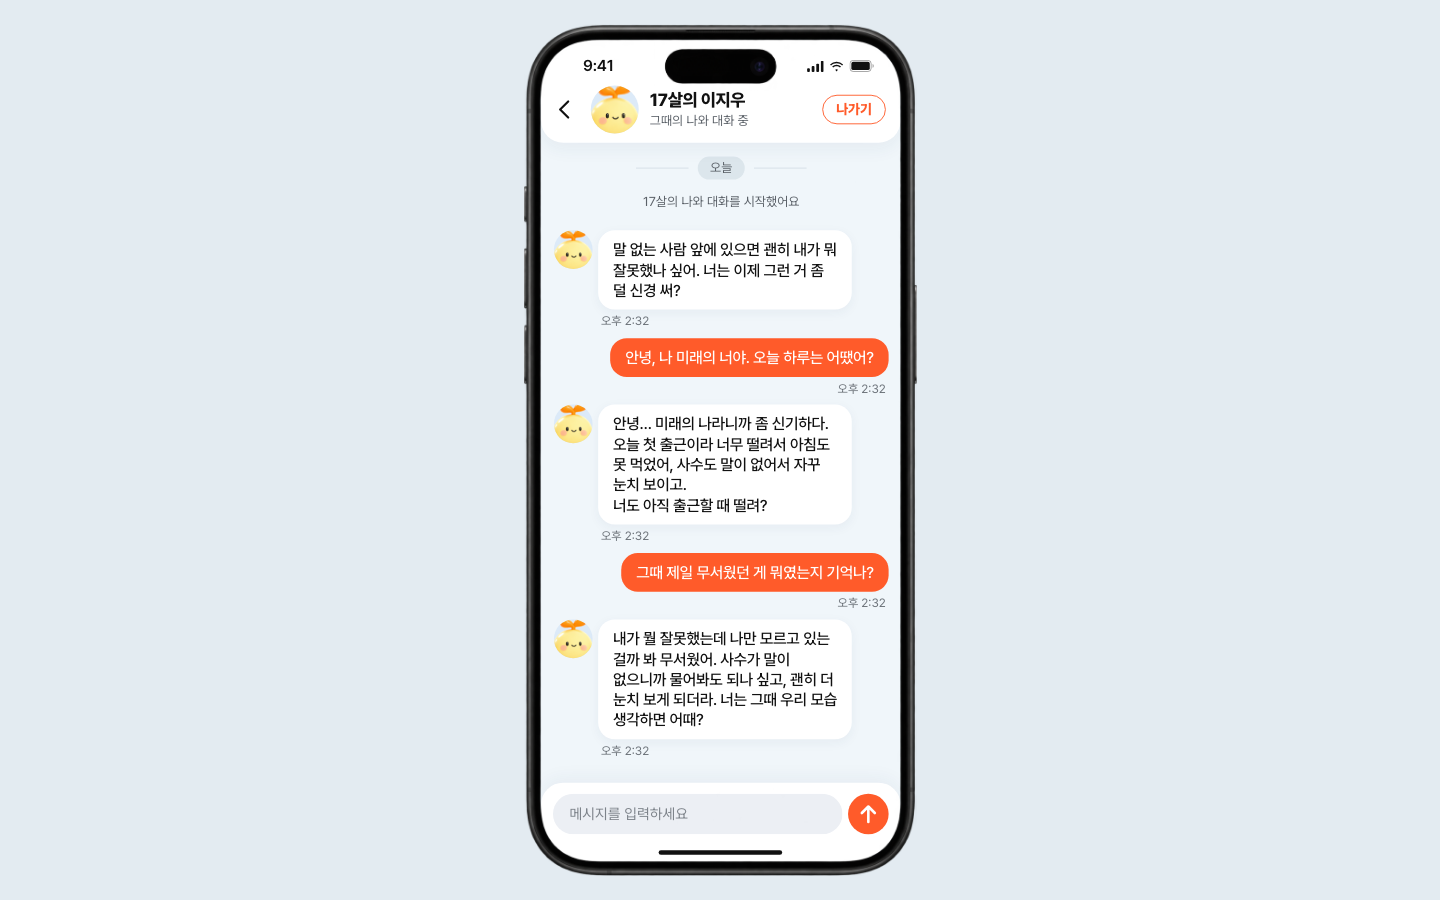 9:41
17살의 이지우
그때의 나와 대화 중
나가기
오늘
17살의 나와 대화를 시작했어요
말 없는 사람 앞에 있으면 괜히 내가 뭐
잘못했나 싶어. 너는 이제 그런 거 좀
덜 신경 써?
오후 2:32
안녕, 나 미래의 너야. 오늘 하루는 어땠어?
오후 2:32
안녕... 미래의 나라니까 좀 신기하다.
오늘 첫 출근이라 너무 떨려서 아침도
못 먹었어, 사수도 말이 없어서 자꾸
눈치 보이고.
너도 아직 출근할 때 떨려?
오후 2:32
그때 제일 무서웠던 게 뭐였는지 기억나?
오후 2:32
내가 뭘 잘못했는데 나만 모르고 있는
걸까 봐 무서웠어. 사수가 말이
없으니까 물어봐도 되나 싶고, 괜히 더
눈치 보게 되더라. 너는 그때 우리 모습
생각하면 어때?
오후 2:32
메시지를 입력하세요